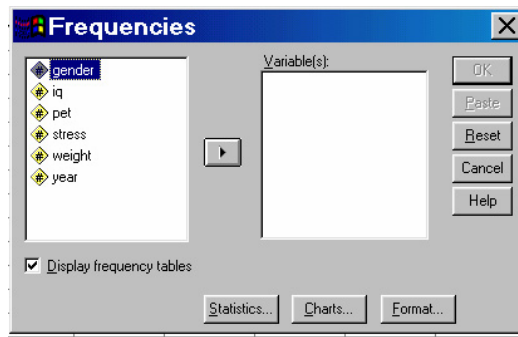 Frequencies
gender
iq
pet
stress
weight
year
Variable(s):
OK
Paste
Reset
Cancel
Help
Display frequency tables
Statistics...
Charts...
Format...